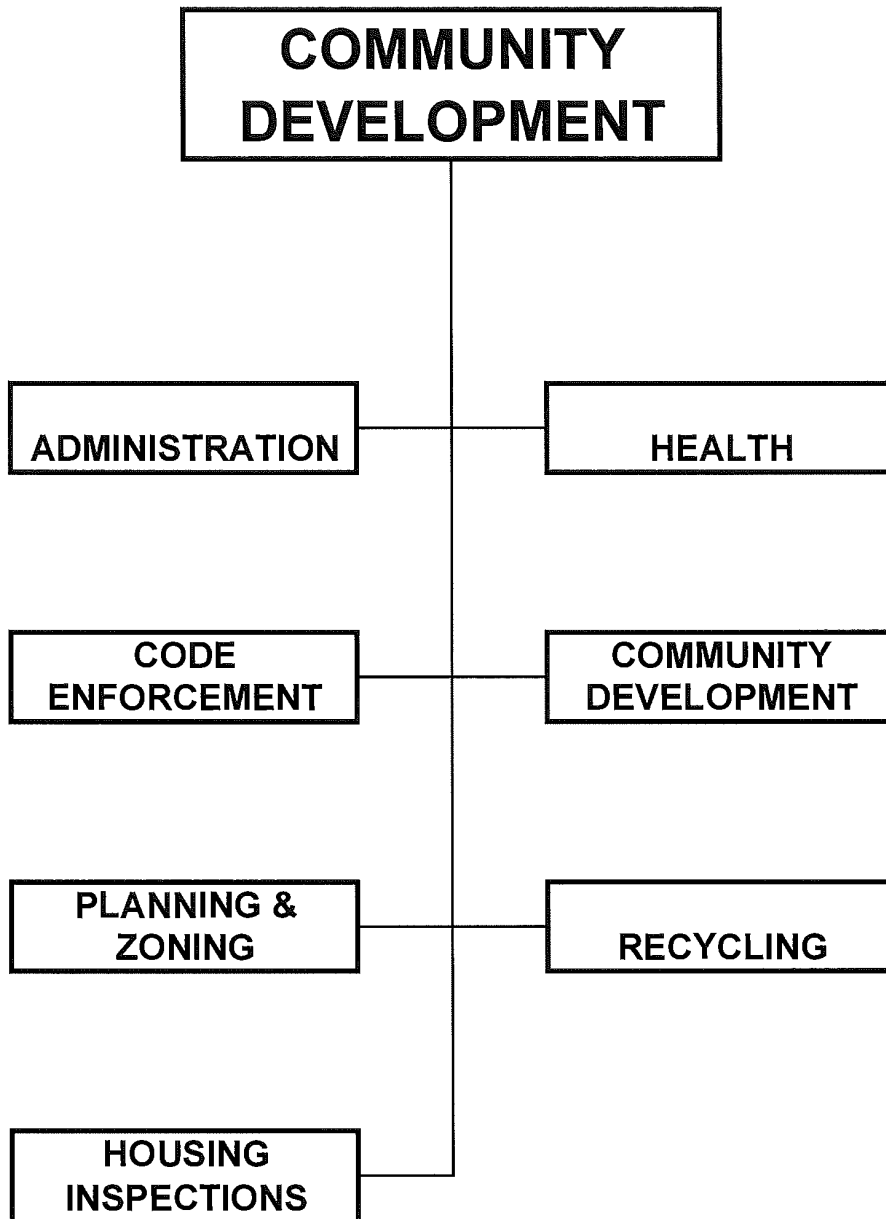 COMMUNITY
DEVELOPMENT
ADMINISTRATION
HEALTH
CODE
ENFORCEMENT
COMMUNITY
DEVELOPMENT
PLANNING &
ZONING
RECYCLING
HOUSING
INSPECTIONS